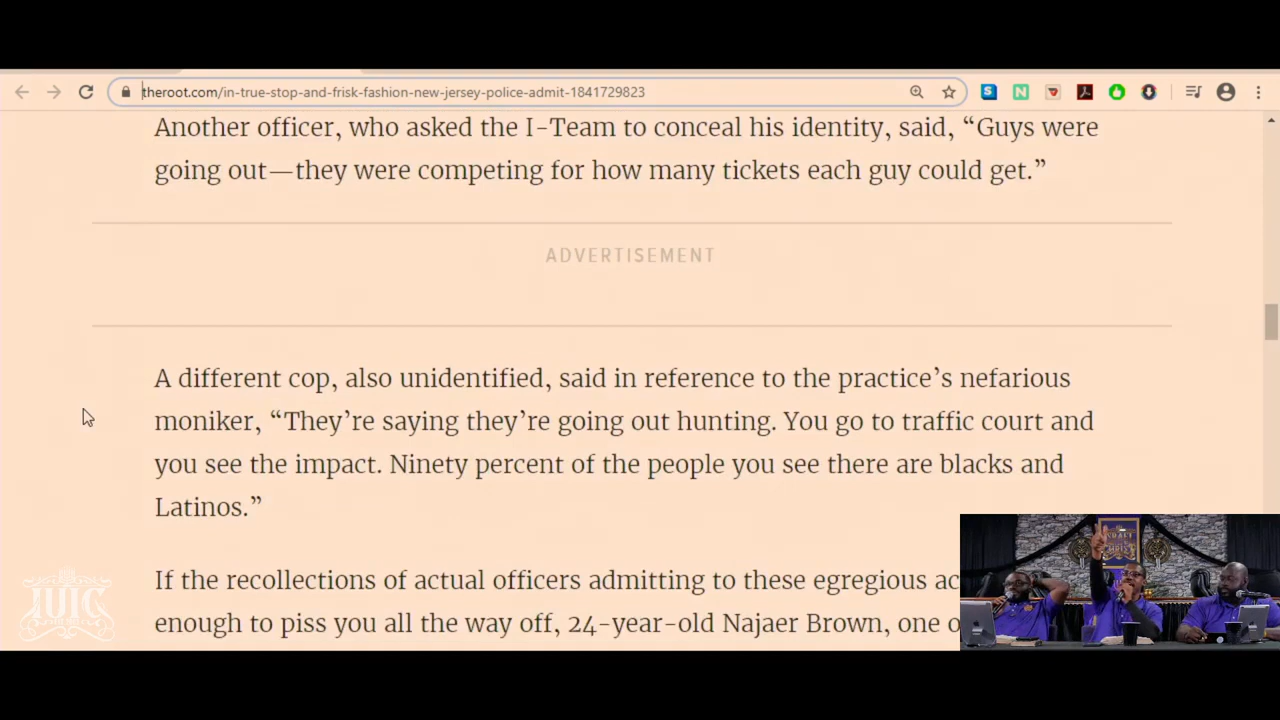 theroot.com/in-true-stop-and-frisk-fashion-new-jersey-police-admit-1841729823
Another officer, who asked the I-Team to conceal his identity, said, “Guys were
going out—they were competing for how many tickets each guy could get.”
ADVERTISEMENT
A different cop, also unidentified, said in reference to the practice’s nefarious
moniker, “They’re saying they’re going out hunting. You go to traffic court and
you see the impact. Ninety percent of the people you see there are blacks and
Latinos.”
If the recollections of actual officers admitting to these egregious ac
enough to piss you all the way off, 24-year-old Najaer Brown, one o
IUIC